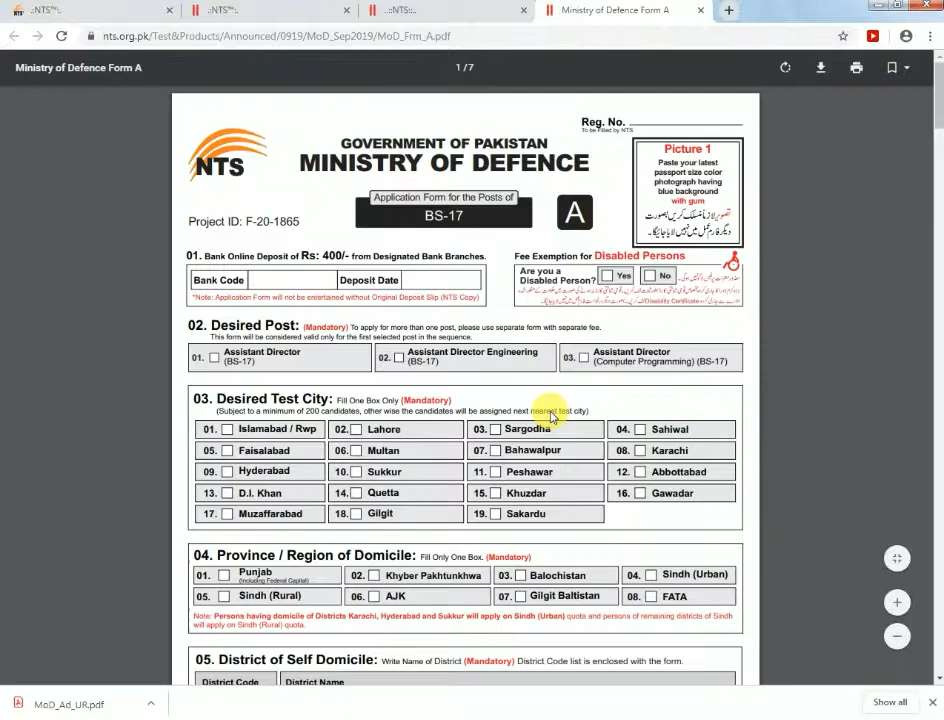 .:NTS™:.
.:NTS™:.
.::NTS::.
Ministry of Defence Form A
nts.org.pk/Test&Products/Announced/0919/MoD_Sep2019/MoD_Frm_A.pdf
Ministry of Defence Form A
1 / 7
Reg. No.
To be Filled by NTS
NTS
GOVERNMENT OF PAKISTAN
MINISTRY OF DEFENCE
Application Form for the Posts of
BS-17
A
Picture 1
Paste your latest
passport size color
photograph having
blue background
with gum
Project ID: F-20-1865
01. Bank Online Deposit of Rs: 400/- from Designated Bank Branches.
Bank Code
Deposit Date
*Note: Application Form will not be entertained without Original Deposit Slip (NTS Copy)
Fee Exemption for Disabled Persons
Are you a
Disabled Person?
Yes
No
02. Desired Post: (Mandatory) To apply for more than one post, please use separate form with separate fee.
This form will be considered valid only for the first selected post in the sequence.
01. Assistant Director
(BS-17)
02. Assistant Director Engineering
(BS-17)
03. Assistant Director
(Computer Programming) (BS-17)
03. Desired Test City: Fill One Box Only (Mandatory)
(Subject to a minimum of 200 candidates, other wise the candidates will be assigned next nearest test city)
01. Islamabad / Rwp
02. Lahore
03. Sargodha
04. Sahiwal
05. Faisalabad
06. Multan
07. Bahawalpur
08. Karachi
09. Hyderabad
10. Sukkur
11. Peshawar
12. Abbottabad
13. D.I. Khan
14. Quetta
15. Khuzdar
16. Gawadar
17. Muzaffarabad
18. Gilgit
19. Sakardu
04. Province / Region of Domicile: Fill Only One Box. (Mandatory)
01. Punjab
(Including Federal Capital)
02. Khyber Pakhtunkhwa
03. Balochistan
04. Sindh (Urban)
05. Sindh (Rural)
06. AJK
07. Gilgit Baltistan
08. FATA
Note: Persons having domicile of Districts Karachi, Hyderabad and Sukkur will apply on Sindh (Urban) quota and persons of remaining districts of Sindh
will apply on Sindh (Rural) quota.
05. District of Self Domicile: Write Name of District (Mandatory) District Code list is enclosed with the form.
District Code
District Name
MoD_Ad_UR.pdf
Show all